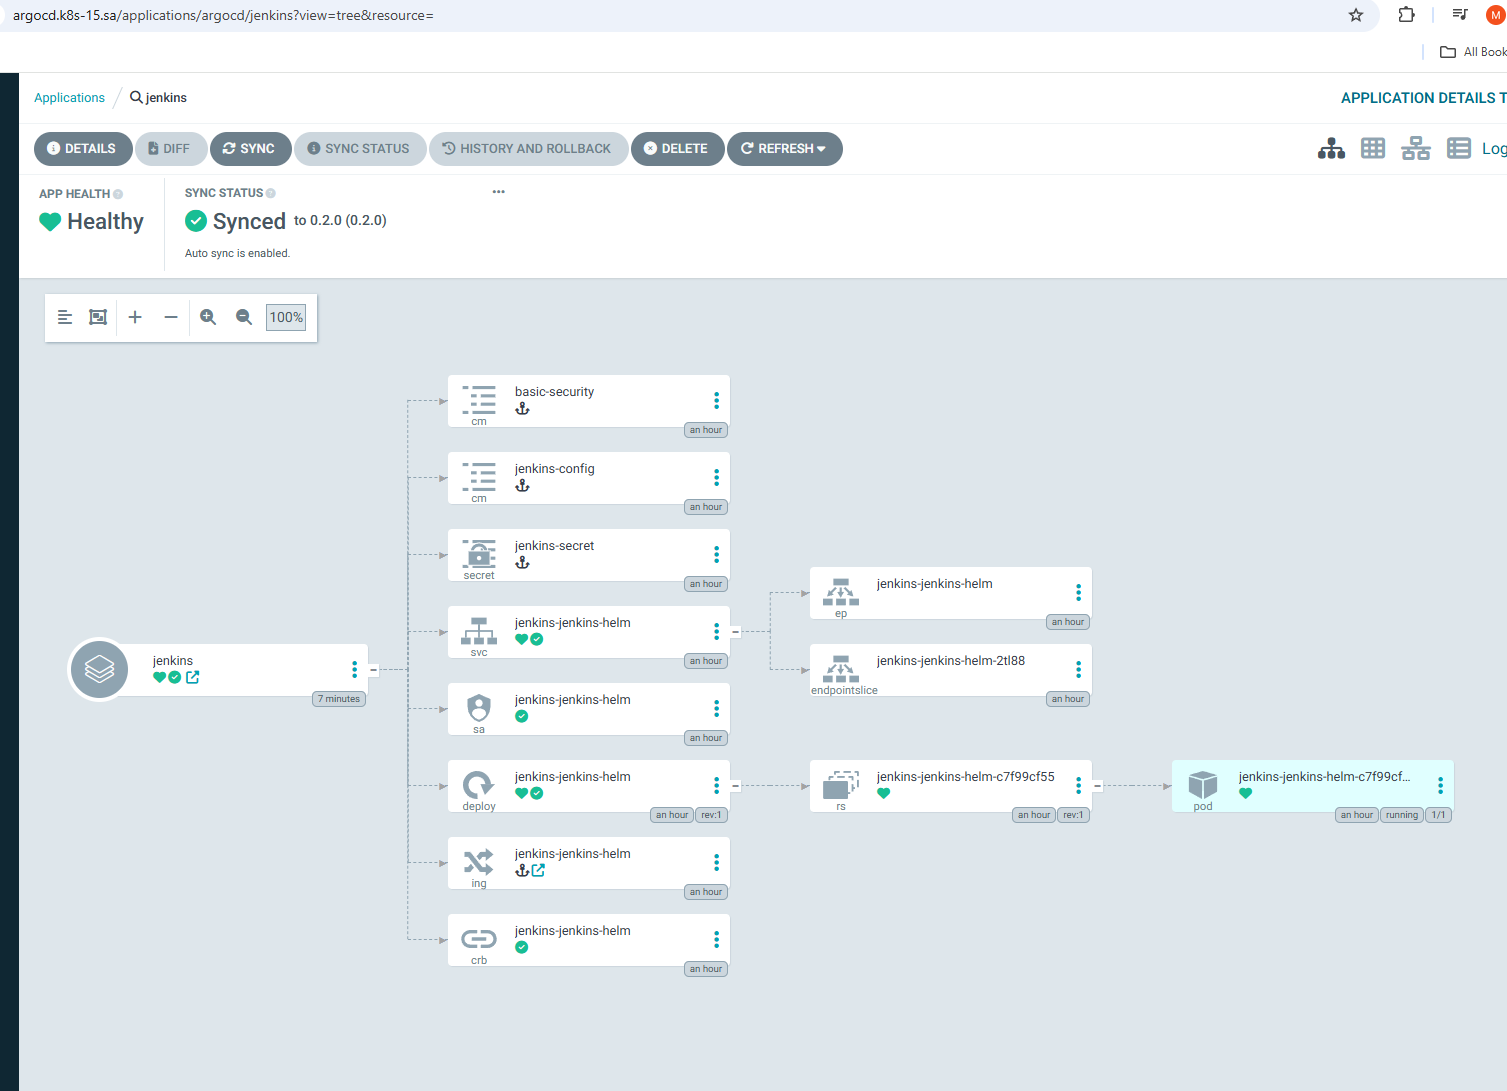 argocd.k8s-15.sa/applications/argocd/jenkins?view=tree&resource=
M
All Book
Applications / jenkins
APPLICATION DETAILS T
DETAILS DIFF SYNC SYNC STATUS HISTORY AND ROLLBACK DELETE REFRESH
Log
APP HEALTH
Healthy
SYNC STATUS
Synced to 0.2.0 (0.2.0)
Auto sync is enabled.
100%
jenkins
7 minutes
basic-security
cm
an hour
jenkins-config
cm
an hour
jenkins-secret
secret
an hour
jenkins-jenkins-helm
svc
an hour
jenkins-jenkins-helm
ep
an hour
jenkins-jenkins-helm-2tl88
endpointslice
an hour
jenkins-jenkins-helm
sa
an hour
jenkins-jenkins-helm
deploy
an hour rev:1
jenkins-jenkins-helm-c7f99cf55
rs
an hour rev:1
jenkins-jenkins-helm-c7f99cf...
pod
an hour running 1/1
jenkins-jenkins-helm
ing
an hour
jenkins-jenkins-helm
crb
an hour